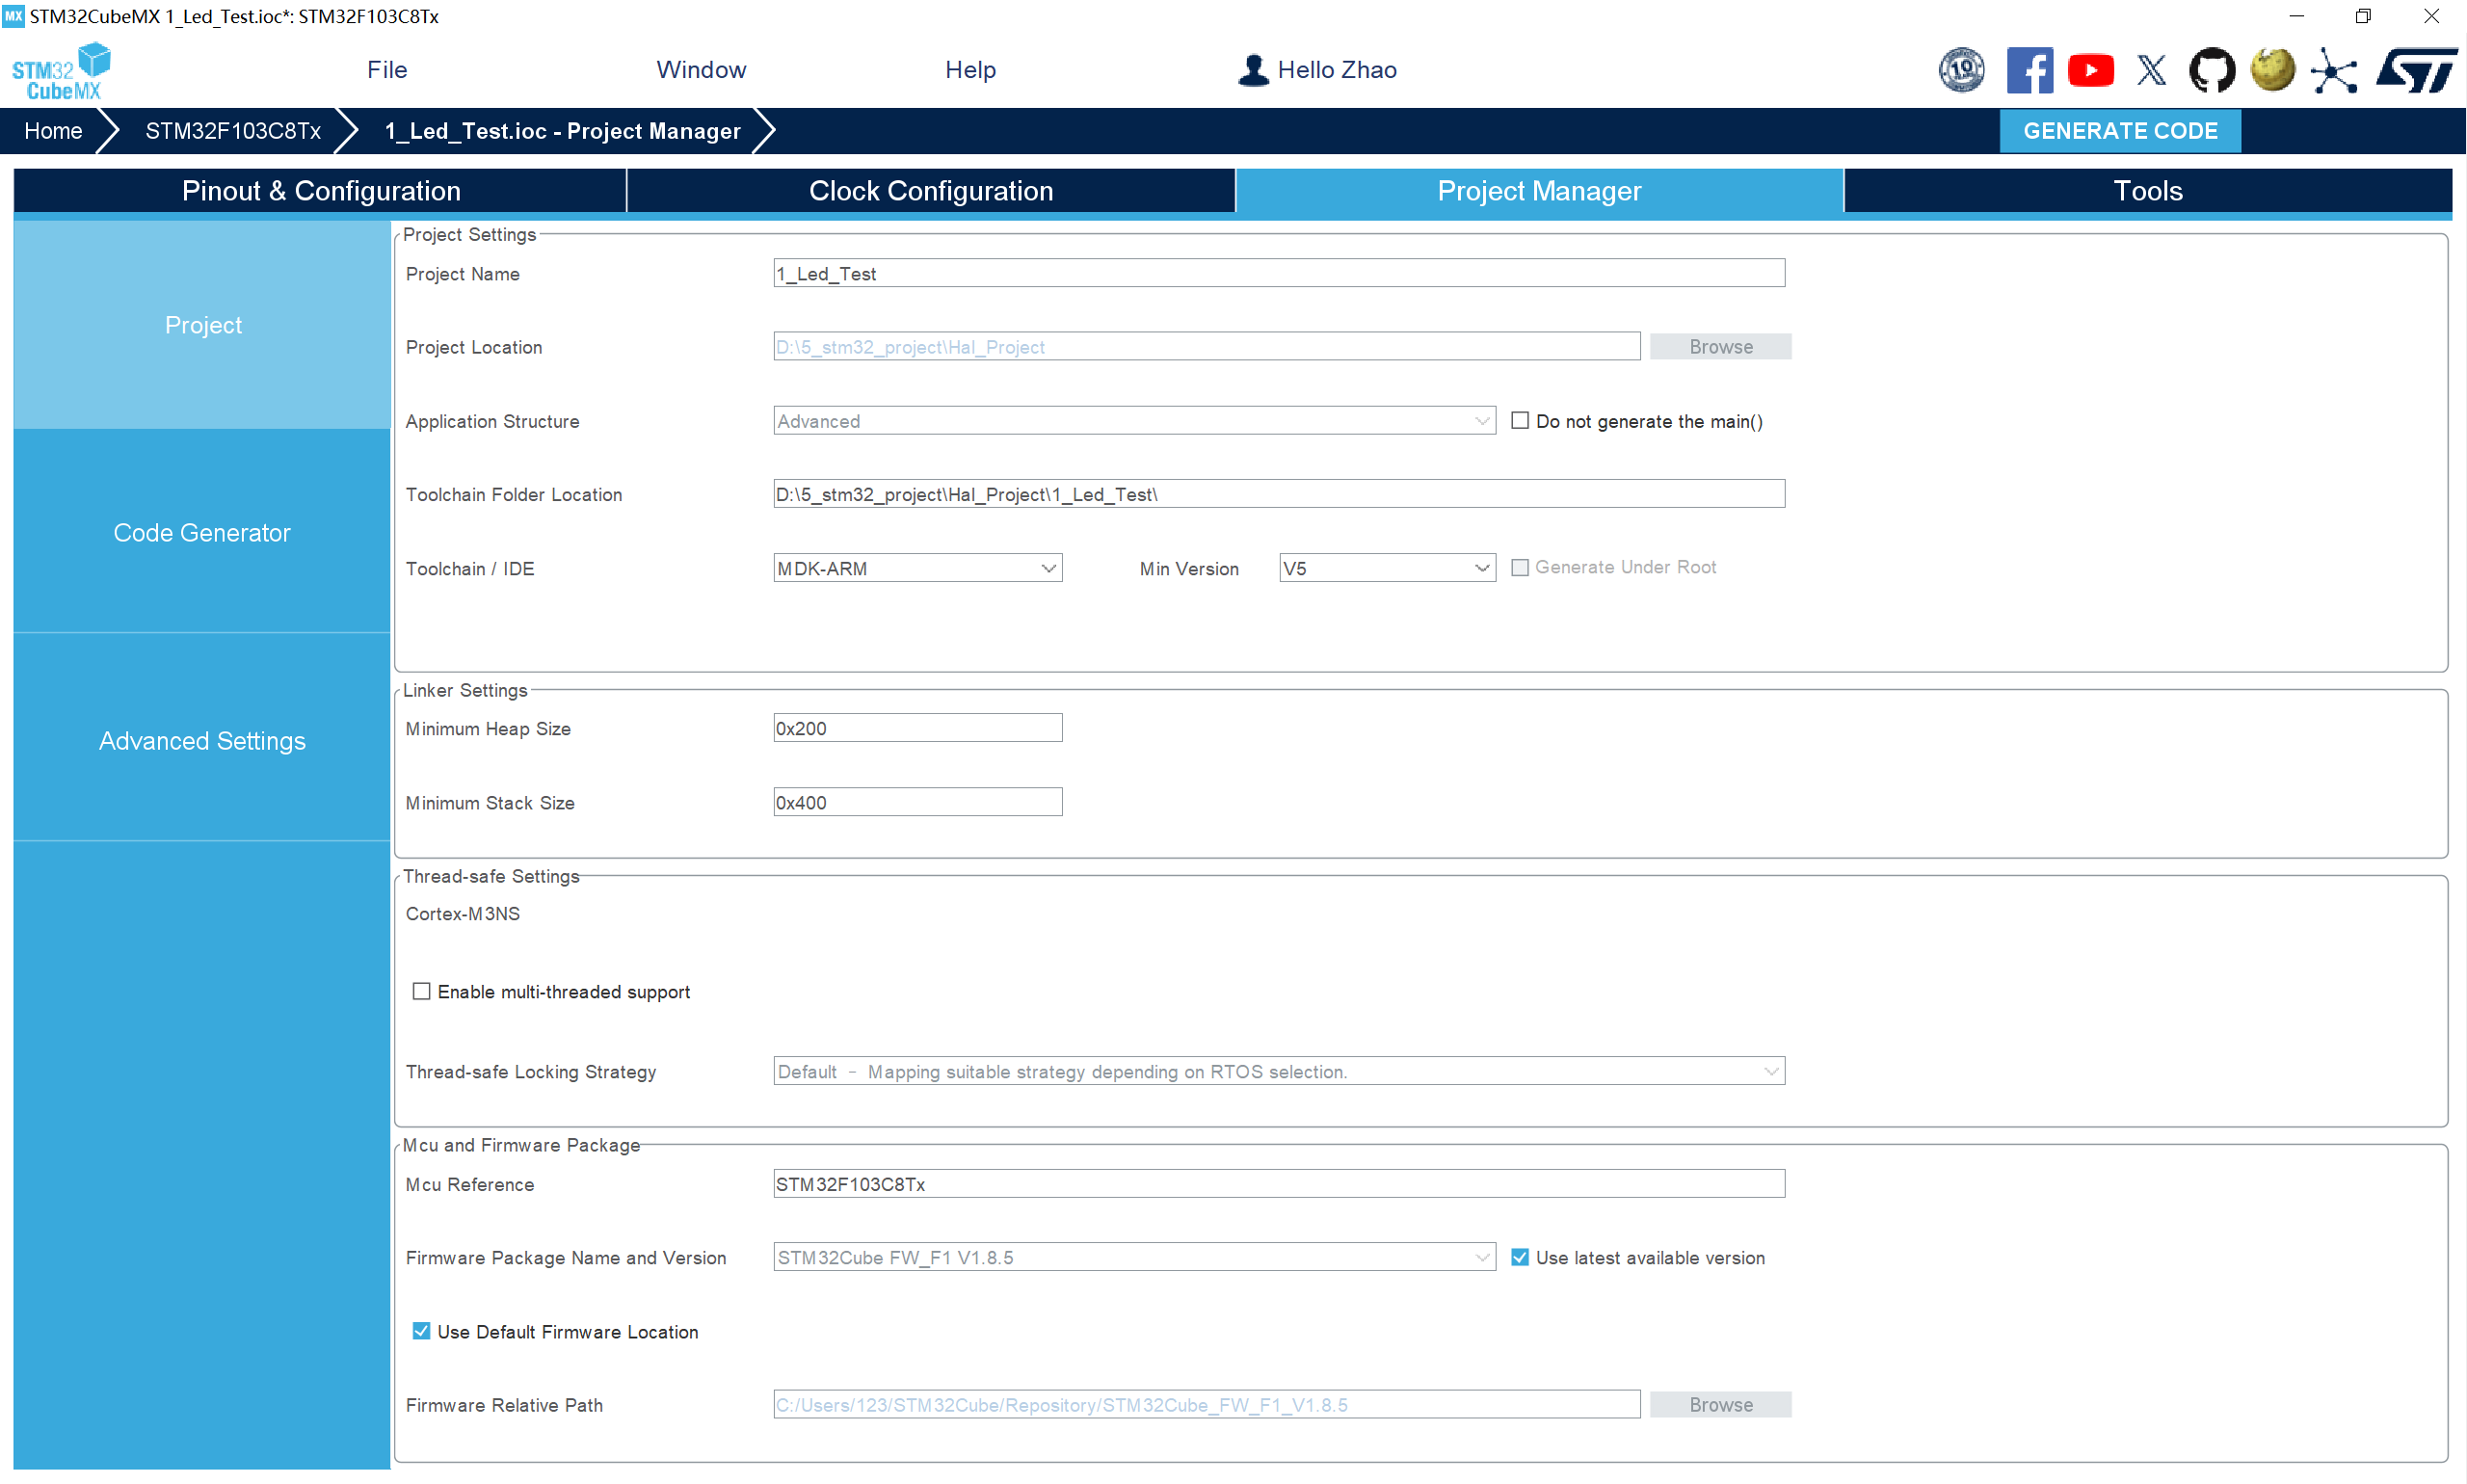 MX STM32CubeMX 1_Led_Test.ioc*: STM32F103C8Tx
STM32
CubeMX
File
Window
Help
Hello Zhao
10
Home
STM32F103C8Tx
1_Led_Test.ioc - Project Manager
GENERATE CODE
Pinout & Configuration
Clock Configuration
Project Manager
Tools
Project
Code Generator
Advanced Settings
Project Settings
Project Name
1_Led_Test
Project Location
D:\5_stm32_project\Hal_Project
Browse
Application Structure
Advanced
Do not generate the main()
Toolchain Folder Location
D:\5_stm32_project\Hal_Project\1_Led_Test\
Toolchain / IDE
MDK-ARM
Min Version
V5
Generate Under Root
Linker Settings
Minimum Heap Size
0x200
Minimum Stack Size
0x400
Thread-safe Settings
Cortex-M3NS
Enable multi-threaded support
Thread-safe Locking Strategy
Default – Mapping suitable strategy depending on RTOS selection.
Mcu and Firmware Package
Mcu Reference
STM32F103C8Tx
Firmware Package Name and Version
STM32Cube FW_F1 V1.8.5
Use latest available version
Use Default Firmware Location
Firmware Relative Path
C:/Users/123/STM32Cube/Repository/STM32Cube_FW_F1_V1.8.5
Browse